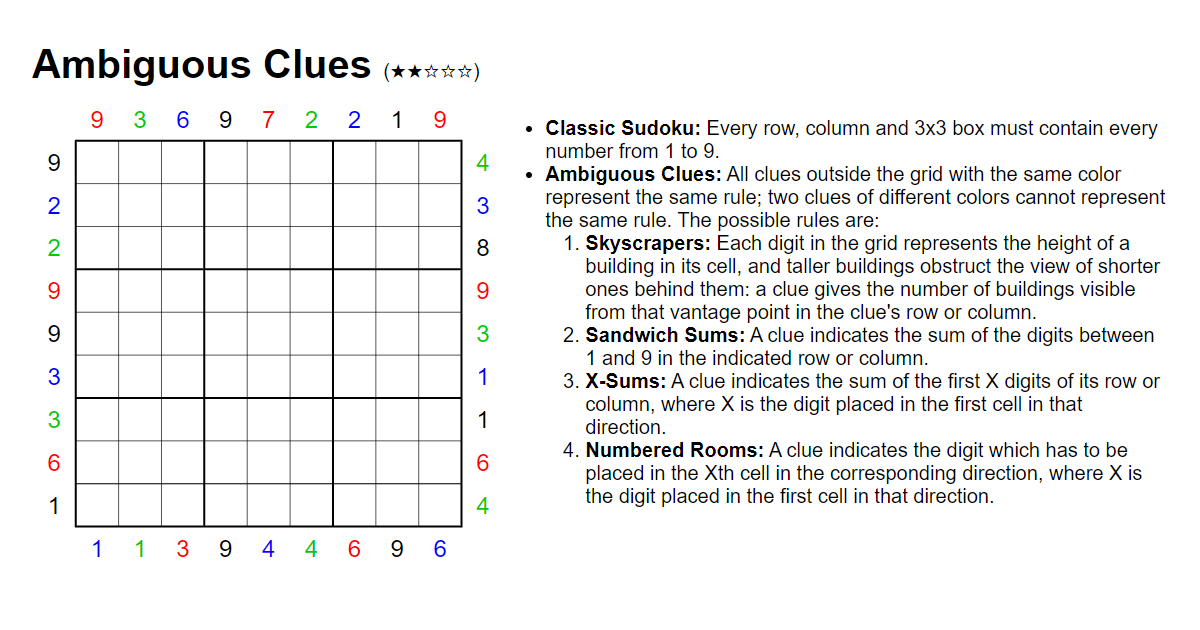 Ambiguous Clues (★★☆☆☆)
9 3 6 9 7 2 2 1 9
9 4
2 3
2 8
9 9
9 3
3 1
3 1
6 6
1 4
1 1 3 9 4 4 6 9 6
• Classic Sudoku: Every row, column and 3x3 box must contain every
number from 1 to 9.
• Ambiguous Clues: All clues outside the grid with the same color
represent the same rule; two clues of different colors cannot represent
the same rule. The possible rules are:
1. Skyscrapers: Each digit in the grid represents the height of a
building in its cell, and taller buildings obstruct the view of shorter
ones behind them: a clue gives the number of buildings visible
from that vantage point in the clue's row or column.
2. Sandwich Sums: A clue indicates the sum of the digits between
1 and 9 in the indicated row or column.
3. X-Sums: A clue indicates the sum of the first X digits of its row or
column, where X is the digit placed in the first cell in that
direction.
4. Numbered Rooms: A clue indicates the digit which has to be
placed in the Xth cell in the corresponding direction, where X is
the digit placed in the first cell in that direction.